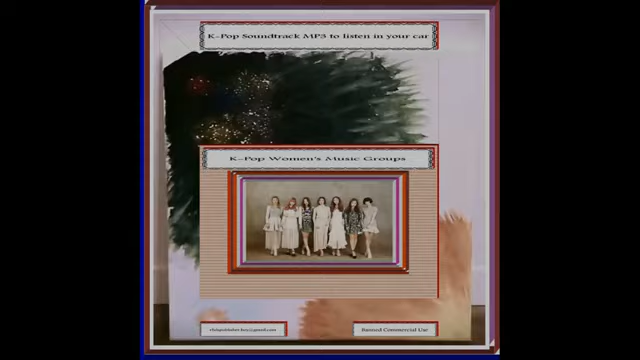 K-Pop Soundtrack MP3 to listen in your car
K-Pop Women's Music Groups
Banned Commercial Use